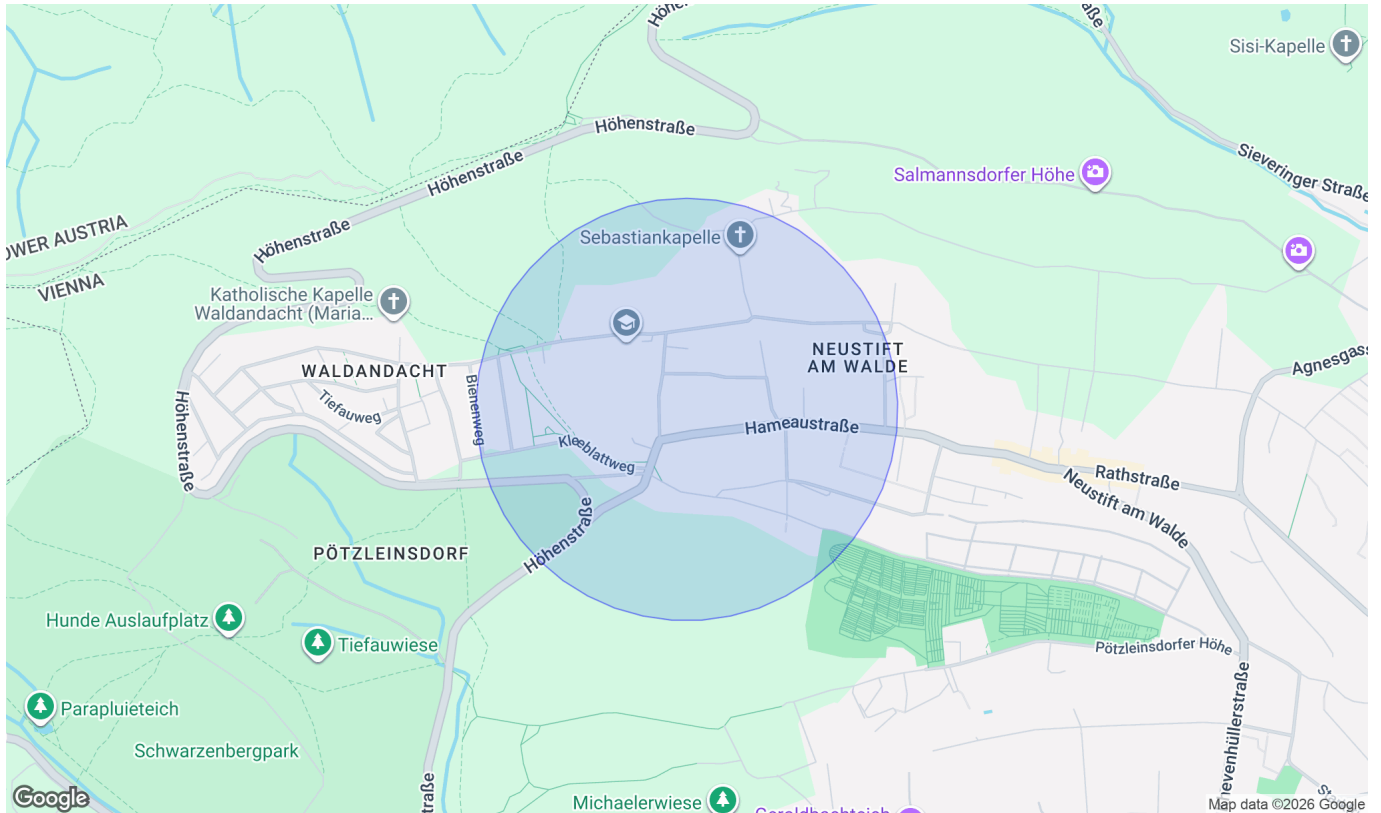 Höhenstraße
Sisi-Kapelle
Höhenstraße
Sieveringer Straße
Höhenstraße
Salmannsdorfer Höhe
LOWER AUSTRIA
Höhenstraße
Sebastiankapelle
VIENNA
Katholische Kapelle
Waldandacht (Maria...
NEUSTIFT
AM WALDE
WALDANDACHT
Agnesgass
Bienenweg
Tiefauweg
Höhenstraße
Hameaustraße
Kleeblattweg
Rathstraße
Neustift am Walde
Höhenstraße
PÖTZLEINSDORF
Hunde Auslaufplatz
Tiefauwiese
Pötzleinsdorfer Höhe
Parapluieteich
Schwarzenbergpark
Michaelerwiese
Google
Map data ©2026 Google